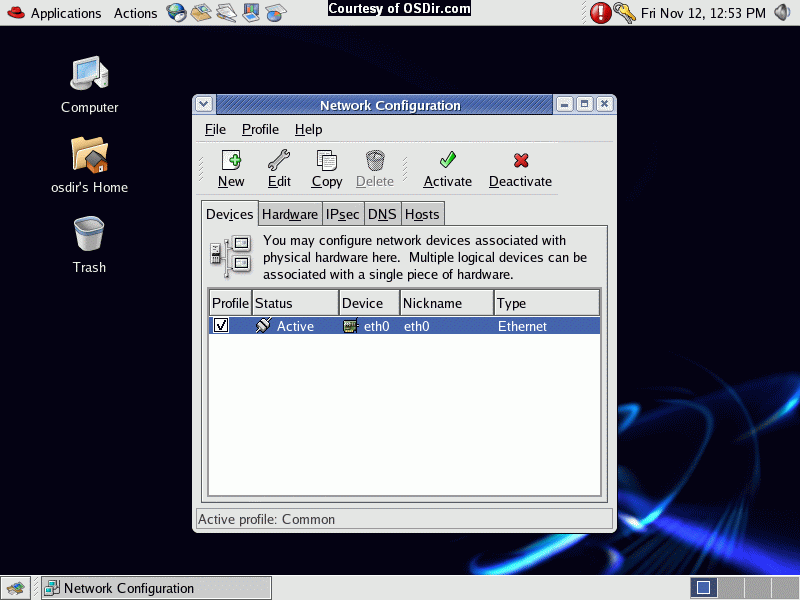 Applications Actions Courtesy of OSDir.com Fri Nov 12, 12:53 PM
Computer
osdir's Home
Trash
Network Configuration
File Profile Help
New Edit Copy Delete Activate Deactivate
Devices Hardware IPsec DNS Hosts
You may configure network devices associated with
physical hardware here. Multiple logical devices can be
associated with a single piece of hardware.
Profile Status Device Nickname Type
Active eth0 eth0 Ethernet
Active profile: Common
Network Configuration